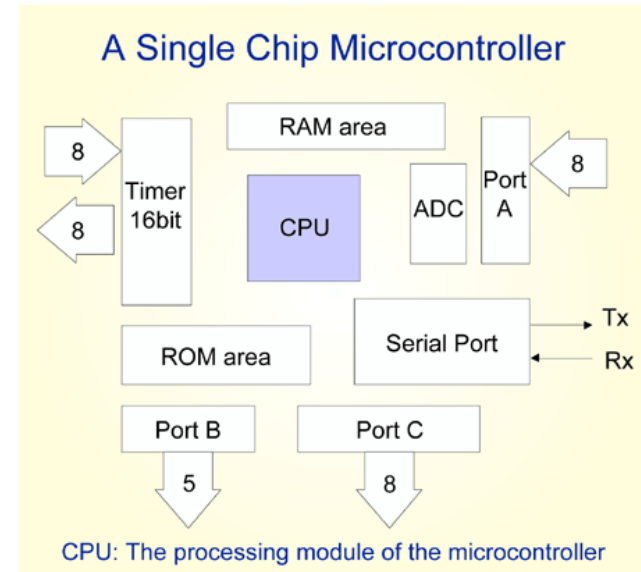 A Single Chip Microcontroller
RAM area
8
8
Timer
16bit
CPU
ADC
Port
A
8
Tx
Rx
Serial Port
ROM area
Port B
Port C
5
8
CPU: The processing module of the microcontroller